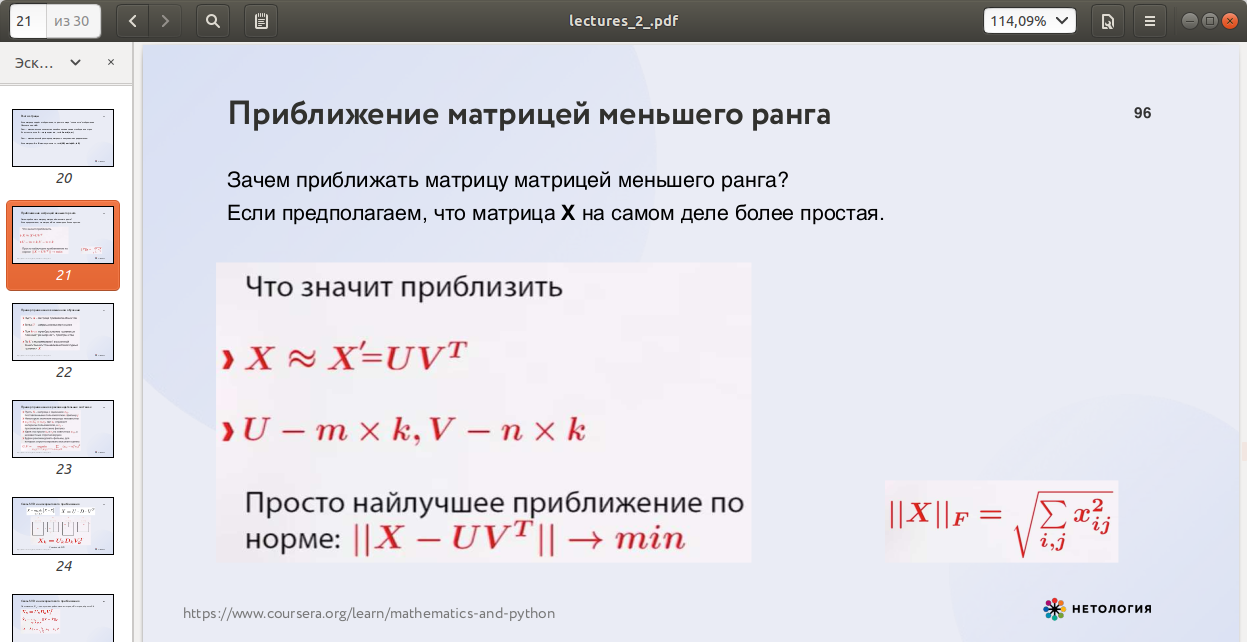 21 из 30
lectures_2_.pdf
114,09%
Эск…
20
21
22
23
24
Приближение матрицей меньшего ранга
96
Зачем приближать матрицу матрицей меньшего ранга?
Если предполагаем, что матрица X на самом деле более простая.
Что значит приблизить
❯ X ≈ X′=UV^T
❯ U − m × k, V − n × k
Просто найлучшее приближение по
норме: ||X − UV^T|| → min
||X||_F = √(∑_{i,j} x_{ij}^2)
https://www.coursera.org/learn/mathematics-and-python
НЕТОЛОГИЯ